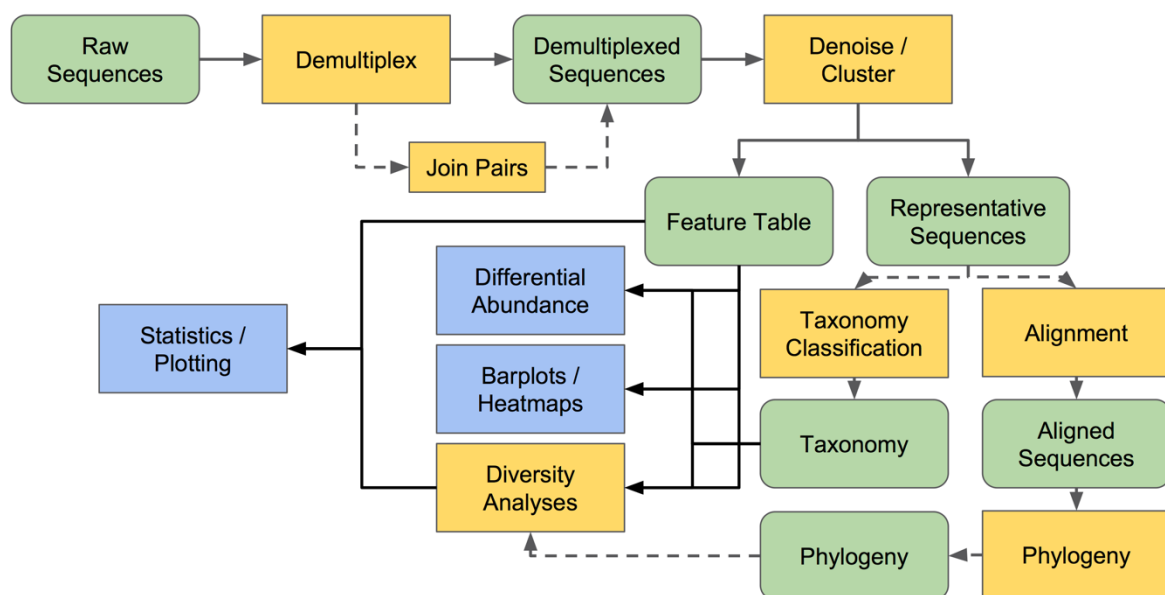 Raw
Sequences
Demultiplex
Demultiplexed
Sequences
Denoise /
Cluster
Join Pairs
Feature Table
Representative
Sequences
Differential
Abundance
Taxonomy
Classification
Alignment
Statistics /
Plotting
Barplots /
Heatmaps
Taxonomy
Aligned
Sequences
Diversity
Analyses
Phylogeny
Phylogeny